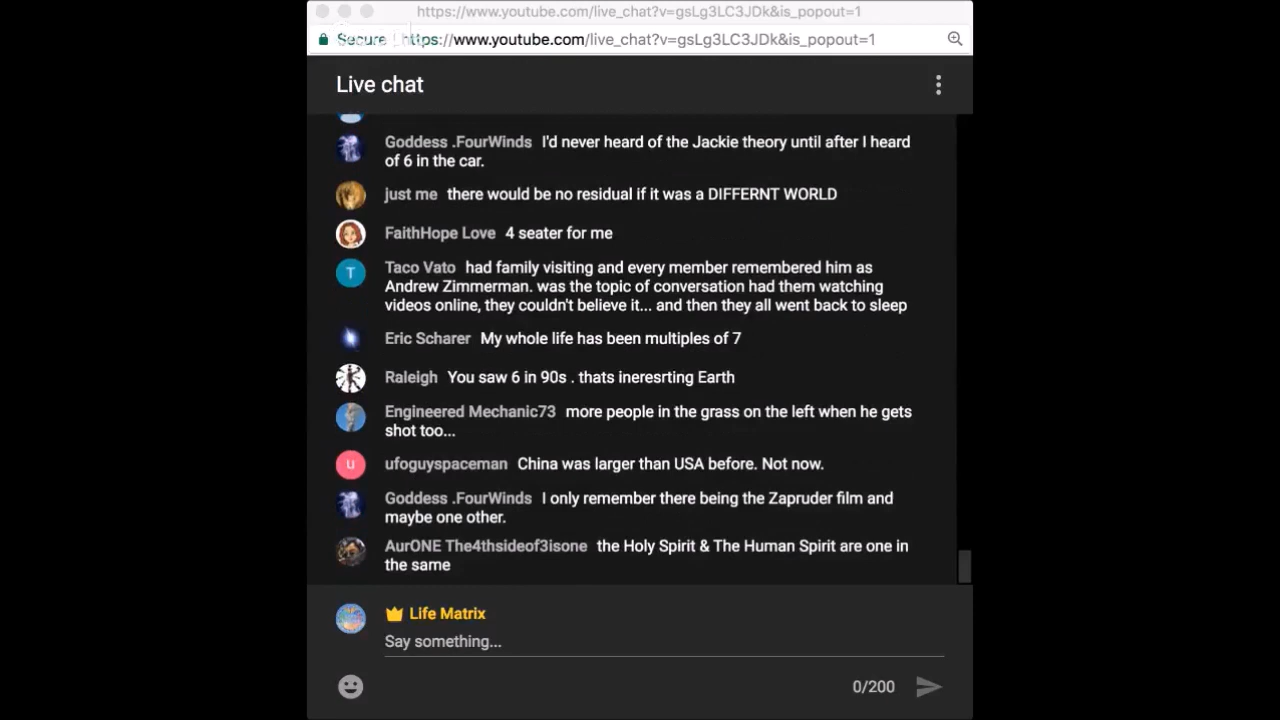 https://www.youtube.com/live_chat?v=gsLg3LC3JDk&is_popout=1
Secure https://www.youtube.com/live_chat?v=gsLg3LC3JDk&is_popout=1
Live chat
Goddess .FourWinds I'd never heard of the Jackie theory until after I heard
of 6 in the car.
just me there would be no residual if it was a DIFFERNT WORLD
FaithHope Love 4 seater for me
T
Taco Vato had family visiting and every member remembered him as
Andrew Zimmerman. was the topic of conversation had them watching
videos online, they couldn't believe it... and then they all went back to sleep
Eric Scharer My whole life has been multiples of 7
Raleigh You saw 6 in 90s . thats ineresrting Earth
Engineered Mechanic73 more people in the grass on the left when he gets
shot too...
U
ufoguyspaceman China was larger than USA before. Not now.
Goddess .FourWinds I only remember there being the Zapruder film and
maybe one other.
AurONE The4thsideof3isone the Holy Spirit & The Human Spirit are one in
the same
Life Matrix
Say something...
0/200